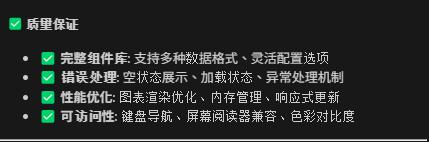 ✅ 质量保证
• ✅ 完整组件库: 支持多种数据格式、灵活配置选项
• ✅ 错误处理: 空状态展示、加载状态、异常处理机制
• ✅ 性能优化: 图表渲染优化、内存管理、响应式更新
• ✅ 可访问性: 键盘导航、屏幕阅读器兼容、色彩对比度